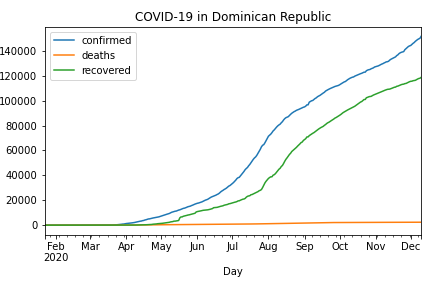 COVID-19 in Dominican Republic
confirmed
deaths
recovered
140000
120000
100000
80000
60000
40000
20000
0
Feb Mar Apr May Jun Jul Aug Sep Oct Nov Dec
2020
Day